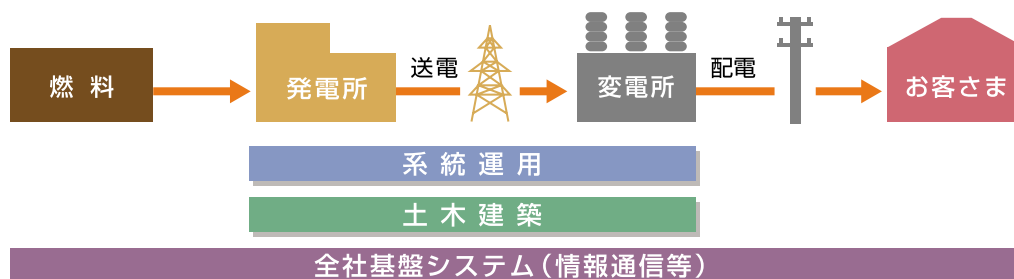 燃料
発電所
送電
変電所
配電
お客さま
系統運用
土木建築
全社基盤システム（情報通信等）